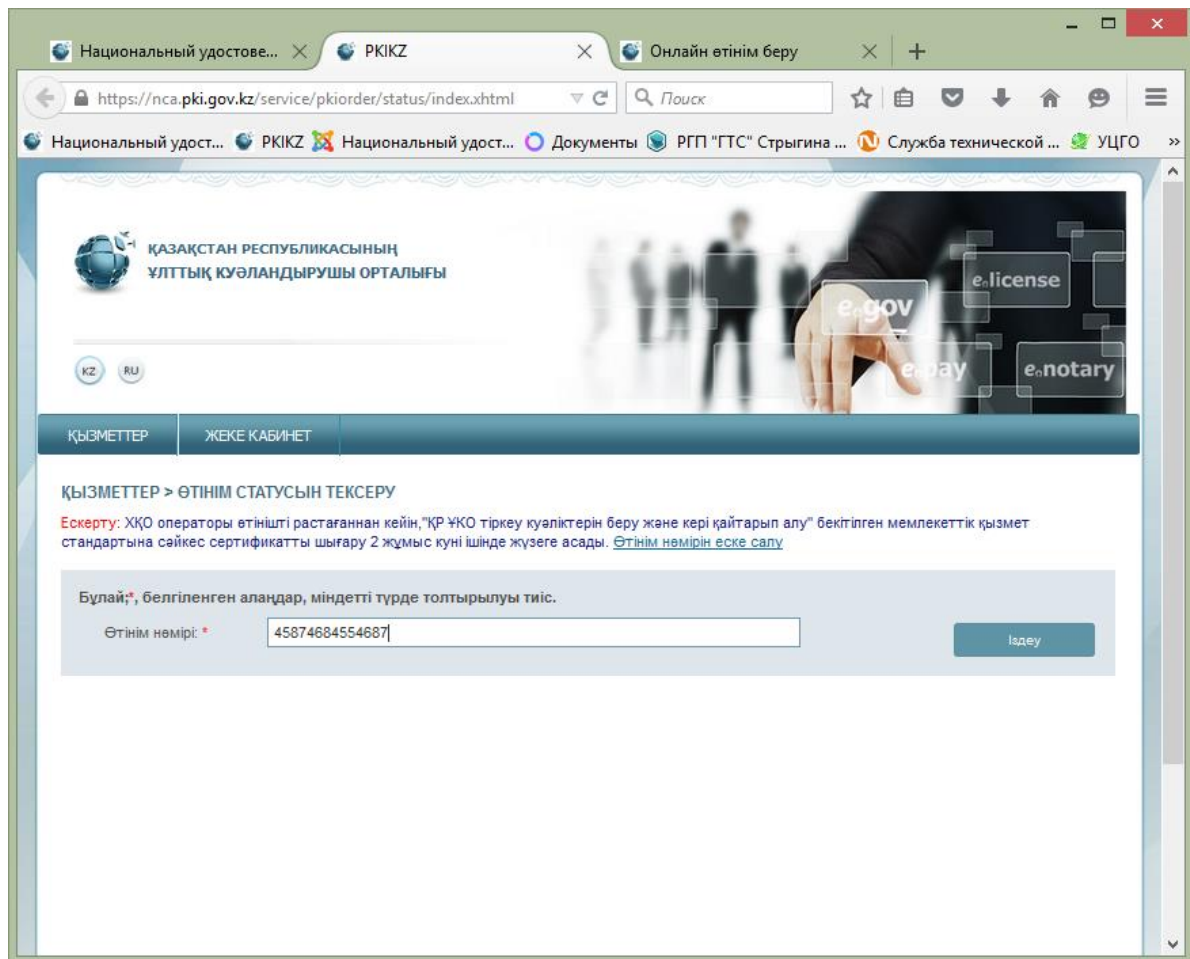 Национальный удостове...
PKIKZ
Онлайн өтінім беру
https://nca.pki.gov.kz/service/pkiorder/status/index.xhtml
Поиск
Национальный удост...
PKIKZ
Национальный удост...
Документы
РГП "ГТС" Стрыгина ...
Служба технической ...
УЦГО
ҚАЗАҚСТАН РЕСПУБЛИКАСЫНЫҢ
ҰЛТТЫҚ КУӘЛАНДЫРУШЫ ОРТАЛЫҒЫ
e.license
e.gov
e.pay
e.notary
KZ
RU
ҚЫЗМЕТТЕР
ЖЕКЕ КАБИНЕТ
ҚЫЗМЕТТЕР > ӨТІНІМ СТАТУСЫН ТЕКСЕРУ
Ескерту: ХҚО операторы өтінішті растағаннан кейін,"ҚР ҰКО тіркеу куәліктерін беру және кері қайтарып алу" бекітілген мемлекеттік қызмет
стандартына сәйкес сертификатты шығару 2 жұмыс күні ішінде жүзеге асады. Өтінім нөмірін еске салу
Бұлай;*, белгіленген алаңдар, міндетті түрде толтырылуы тиіс.
Өтінім нөмірі: *
45874684554687
Іздеу